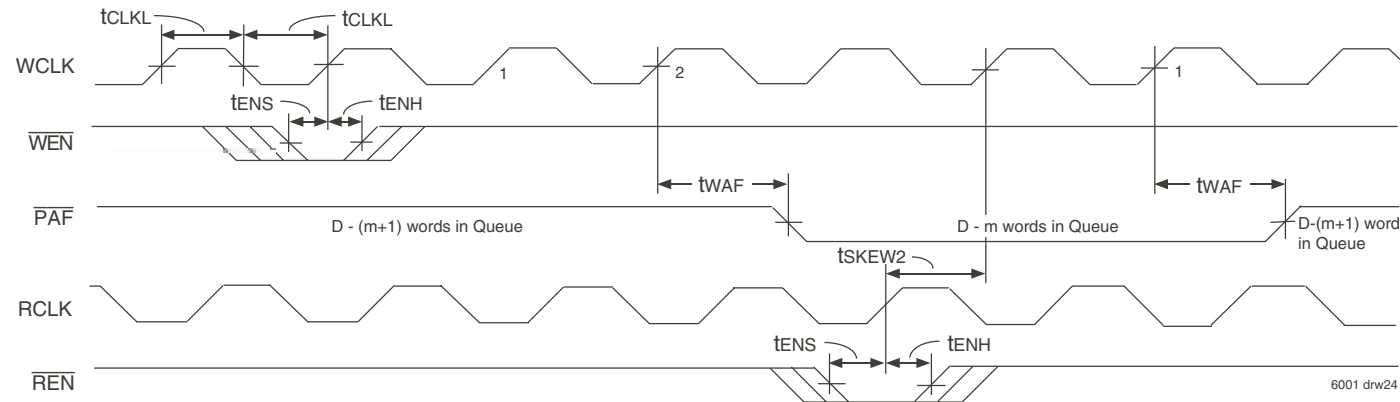 tCLKL tCLKL
WCLK 1 2 1
tENS tENH
WEN
tWAF tWAF
PAF D - (m+1) words in Queue D - m words in Queue D-(m+1) word
in Queue
tSKEW2
RCLK
tENS tENH
REN
6001 drw24